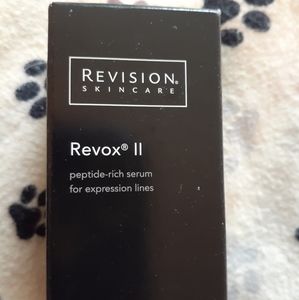 REVISION®
SKINCARE
Revox® II
peptide-rich serum
for expression lines